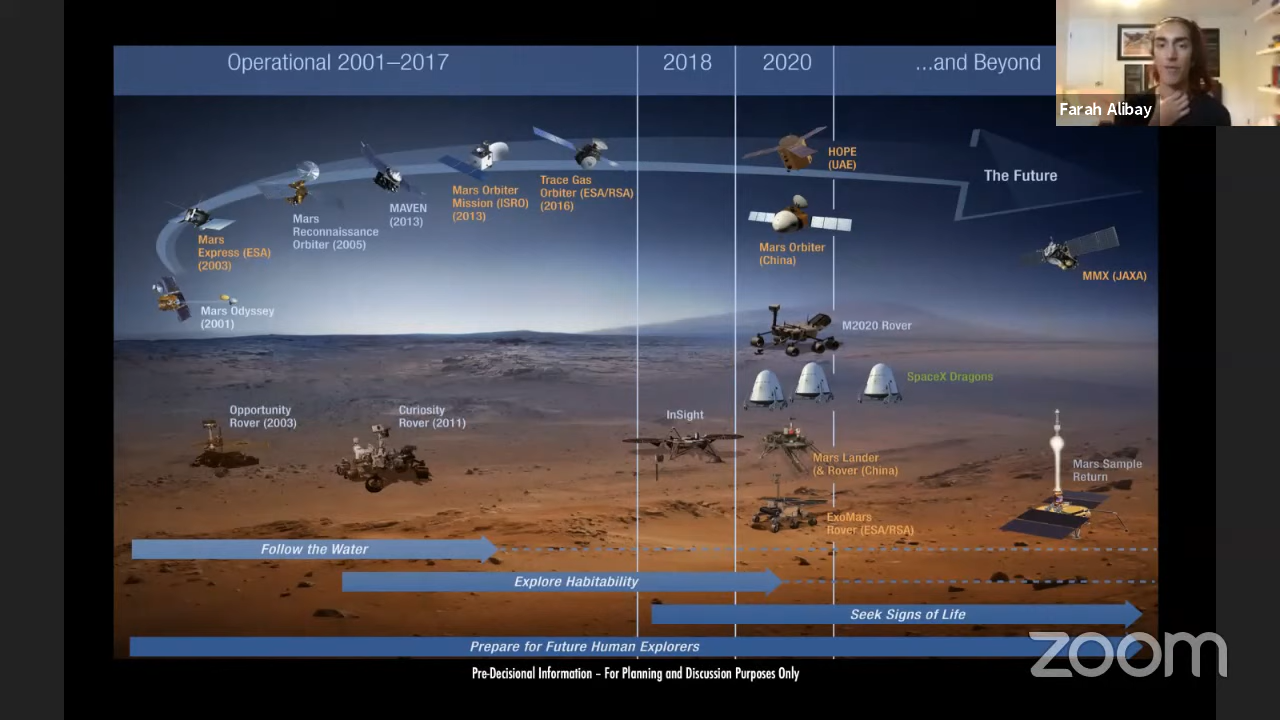 Operational 2001–2017
2018
2020
...and Beyond
Farah Alibay
HOPE
(UAE)
The Future
Trace Gas
Orbiter (ESA/RSA)
(2016)
Mars Orbiter
Mission (ISRO)
(2013)
MAVEN
(2013)
Mars
Reconnaissance
Orbiter (2005)
Mars
Express (ESA)
(2003)
Mars Orbiter
(China)
MMX (JAXA)
Mars Odyssey
(2001)
M2020 Rover
SpaceX Dragons
Opportunity
Rover (2003)
Curiosity
Rover (2011)
InSight
Mars Lander
(& Rover (China)
Mars Sample
Return
ExoMars
Rover (ESA/RSA)
Follow the Water
Explore Habitability
Seek Signs of Life
Prepare for Future Human Explorers
zoom
Pre-Decisional Information – For Planning and Discussion Purposes Only